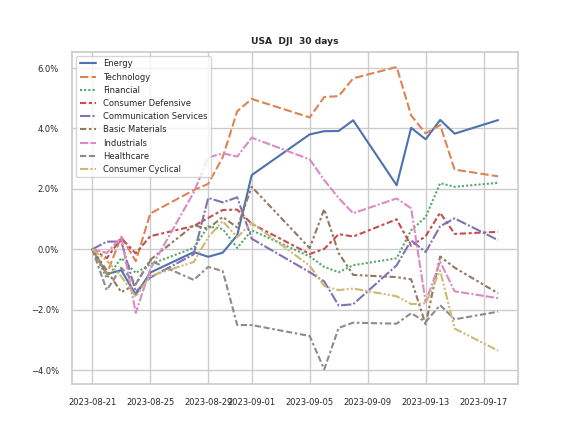 USA DJI 30 days
Energy
Technology
Financial
Consumer Defensive
Communication Services
Basic Materials
Industrials
Healthcare
Consumer Cyclical
6.0%
4.0%
2.0%
0.0%
−2.0%
−4.0%
2023-08-21 2023-08-25 2023-08-29 2023-09-01 2023-09-05 2023-09-09 2023-09-13 2023-09-17